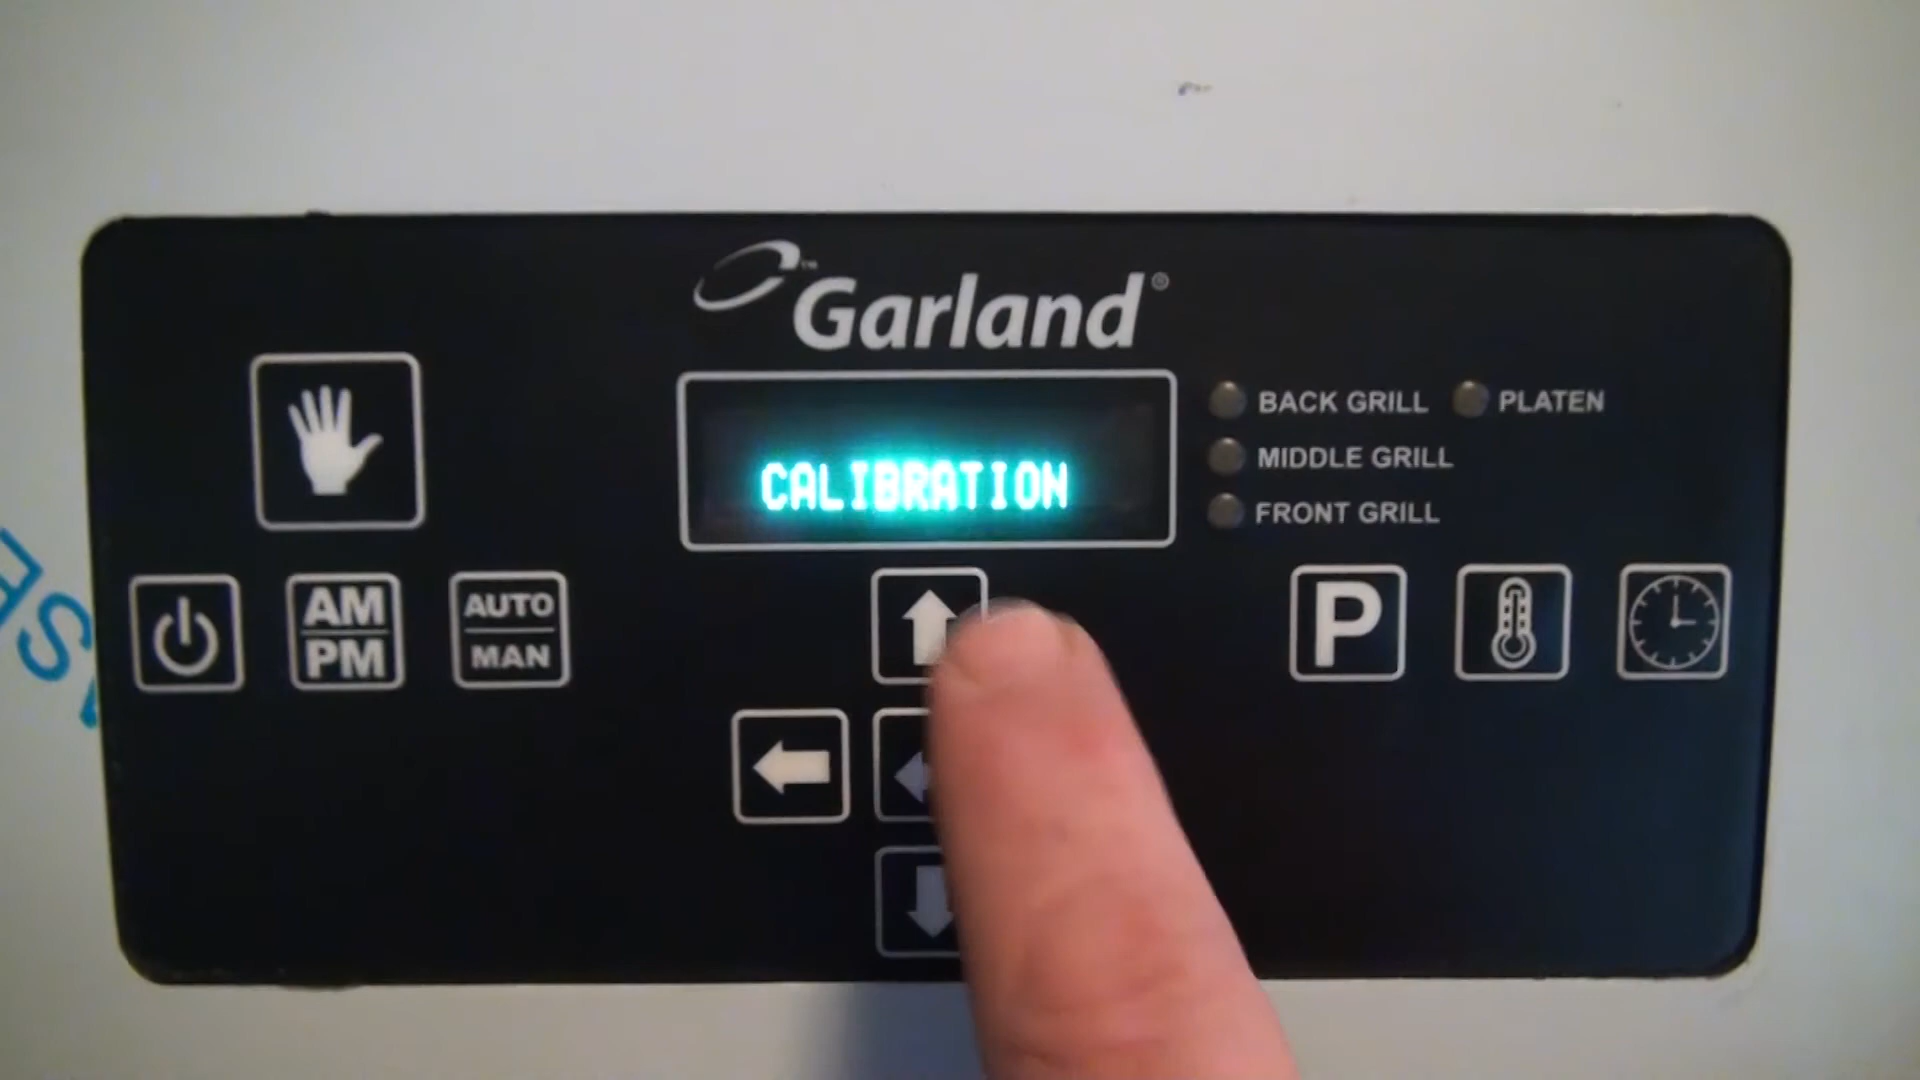 Garland®
CALIBRATION
BACK GRILL
PLATEN
MIDDLE GRILL
FRONT GRILL
AM
PM
AUTO
MAN
P